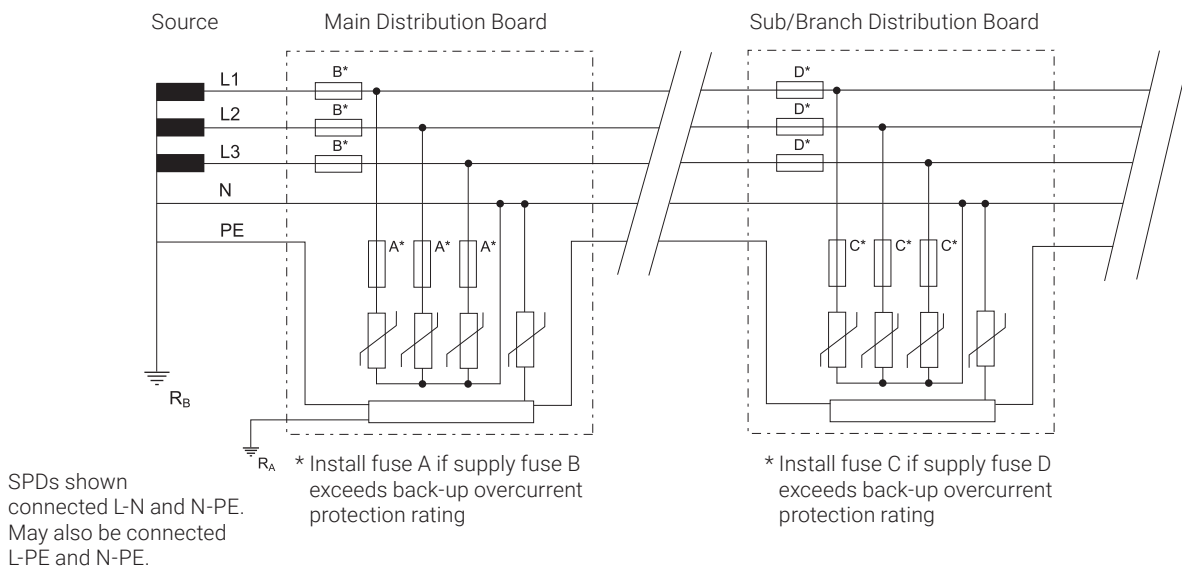 Source
Main Distribution Board
Sub/Branch Distribution Board
L1
B*
D*
L2
B*
D*
L3
B*
D*
N
PE
A*
A*
A*
C*
C*
C*
R_B
R_A
* Install fuse A if supply fuse B
exceeds back-up overcurrent
protection rating
* Install fuse C if supply fuse D
exceeds back-up overcurrent
protection rating
SPDs shown
connected L-N and N-PE.
May also be connected
L-PE and N-PE.